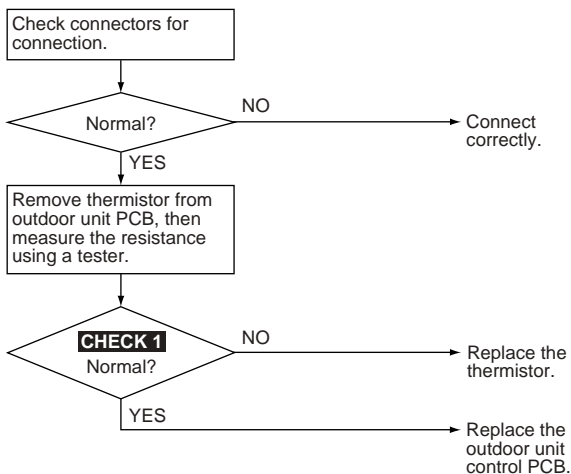 Check connectors for
connection.
Normal?
NO
Connect
correctly.
YES
Remove thermistor from
outdoor unit PCB, then
measure the resistance
using a tester.
CHECK 1
Normal?
NO
Replace the
thermistor.
YES
Replace the
outdoor unit
control PCB.